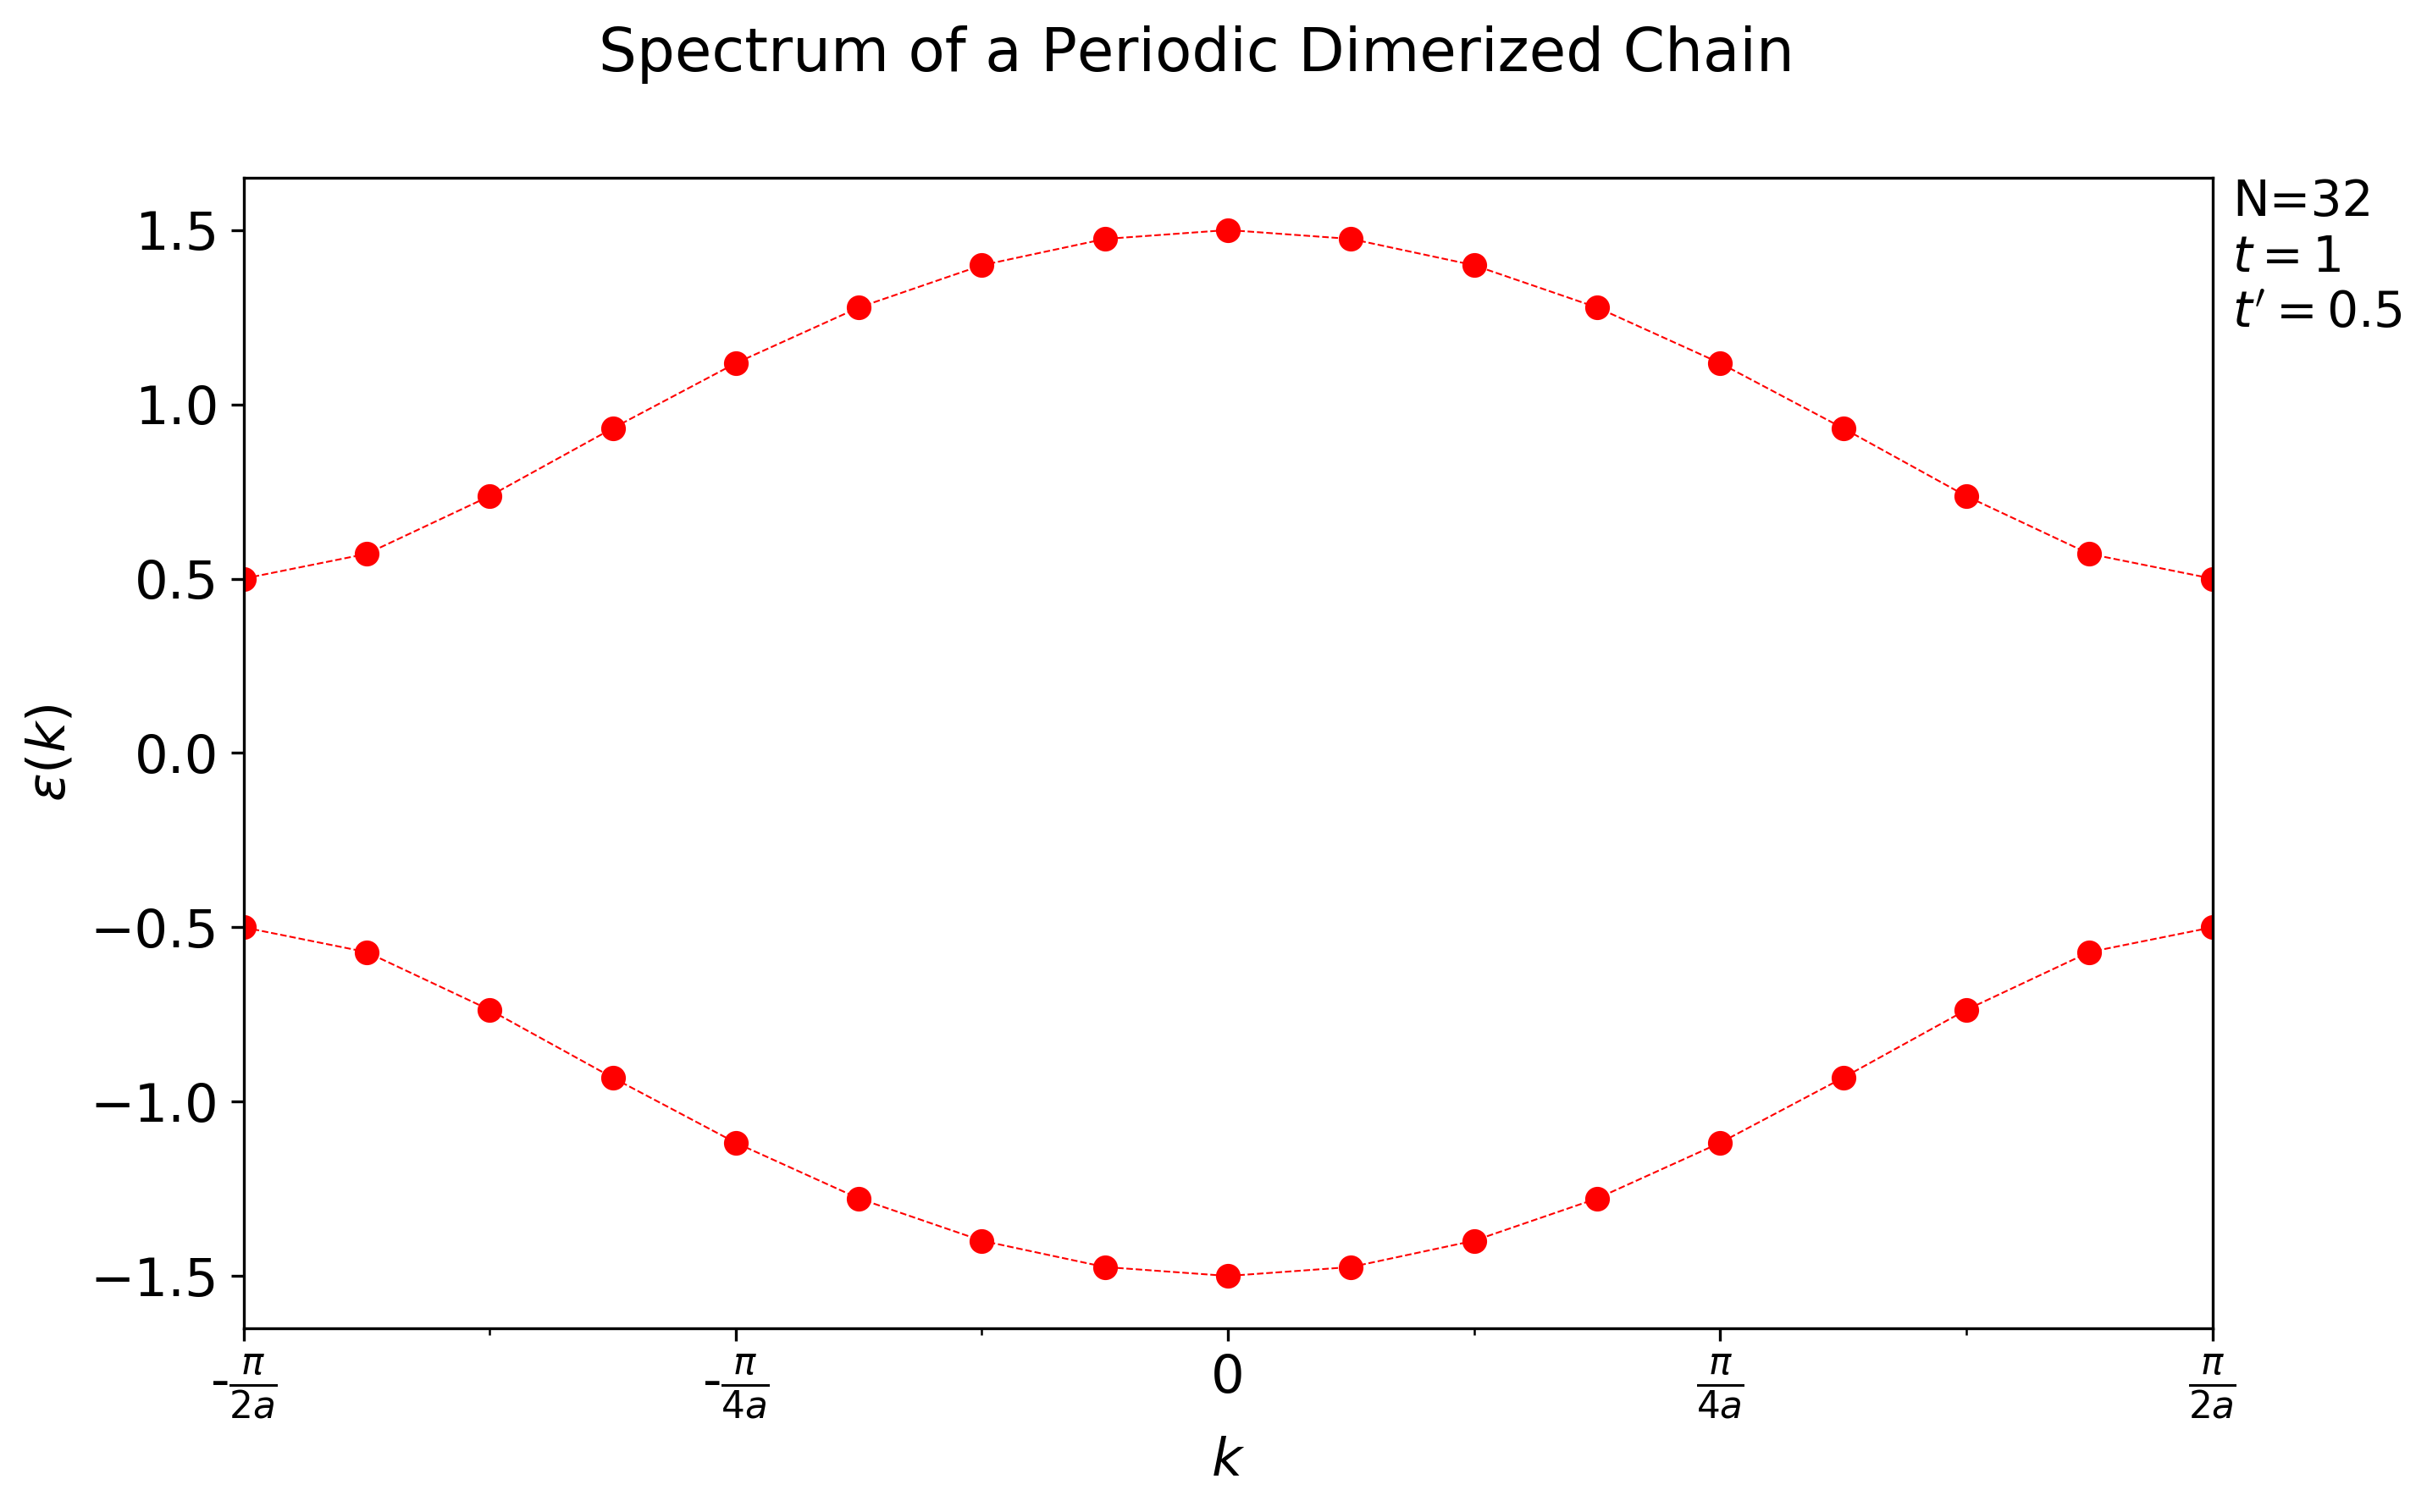 Spectrum of a Periodic Dimerized Chain
N=32
t = 1
t′ = 0.5
1.5
1.0
0.5
0.0
−0.5
−1.0
−1.5
ε(k)
-π/2a
-π/4a
0
π/4a
π/2a
k